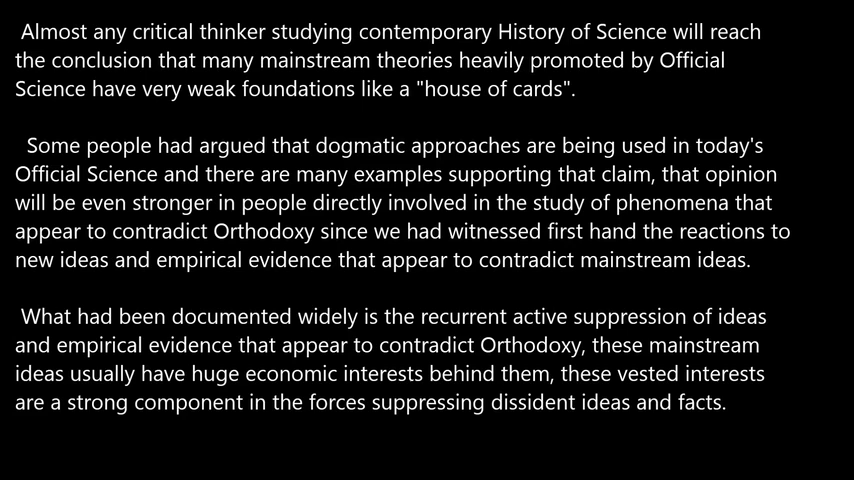 Almost any critical thinker studying contemporary History of Science will reach
the conclusion that many mainstream theories heavily promoted by Official
Science have very weak foundations like a "house of cards".
Some people had argued that dogmatic approaches are being used in today's
Official Science and there are many examples supporting that claim, that opinion
will be even stronger in people directly involved in the study of phenomena that
appear to contradict Orthodoxy since we had witnessed first hand the reactions to
new ideas and empirical evidence that appear to contradict mainstream ideas.
What had been documented widely is the recurrent active suppression of ideas
and empirical evidence that appear to contradict Orthodoxy, these mainstream
ideas usually have huge economic interests behind them, these vested interests
are a strong component in the forces suppressing dissident ideas and facts.